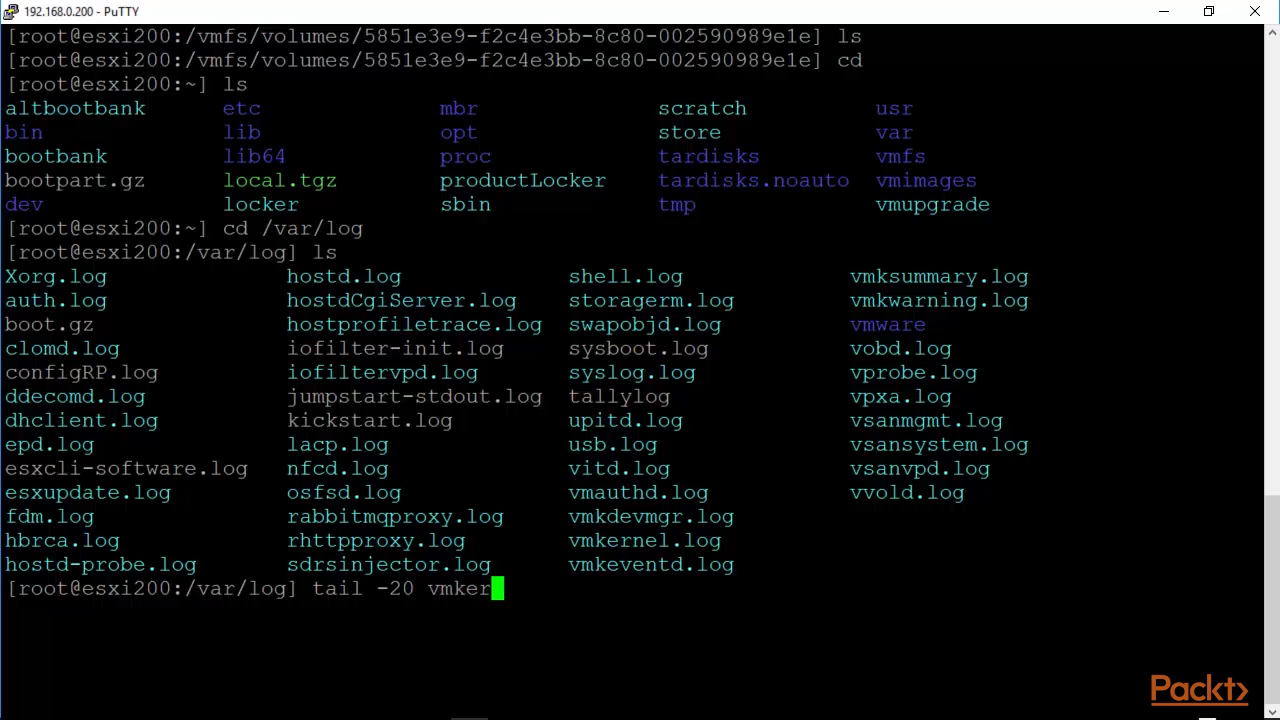 192.168.0.200 - PuTTY
[root@esxi200:/vmfs/volumes/5851e3e9-f2c4e3bb-8c80-002590989e1e] ls
[root@esxi200:/vmfs/volumes/5851e3e9-f2c4e3bb-8c80-002590989e1e] cd
[root@esxi200:~] ls
altbootbank etc mbr scratch usr
bin lib opt store var
bootbank lib64 proc tardisks vmfs
bootpart.gz local.tgz productLocker tardisks.noauto vmimages
dev locker sbin tmp vmupgrade
[root@esxi200:~] cd /var/log
[root@esxi200:/var/log] ls
Xorg.log hostd.log shell.log vmksummary.log
auth.log hostdCgiServer.log storagerm.log vmkwarning.log
boot.gz hostprofiletrace.log swapobjd.log vmware
clomd.log iofilter-init.log sysboot.log vobd.log
configRP.log iofiltervpd.log syslog.log vprobe.log
ddecomd.log jumpstart-stdout.log tallylog vpxa.log
dhclient.log kickstart.log upitd.log vsanmgmt.log
epd.log lacp.log usb.log vsansystem.log
esxcli-software.log nfcd.log vitd.log vsanvpd.log
esxupdate.log osfsd.log vmauthd.log vvold.log
fdm.log rabbitmqproxy.log vmkdevmgr.log
hbrca.log rhttpproxy.log vmkernel.log
hostd-probe.log sdrsinjector.log vmkeventd.log
[root@esxi200:/var/log] tail -20 vmker
Packt>